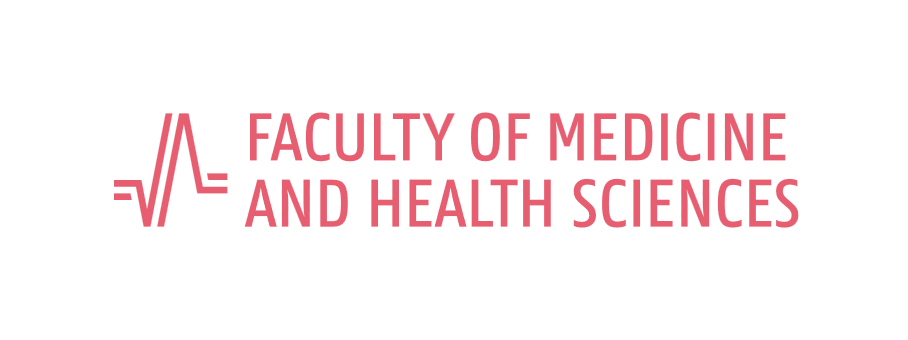 FACULTY OF MEDICINE
AND HEALTH SCIENCES